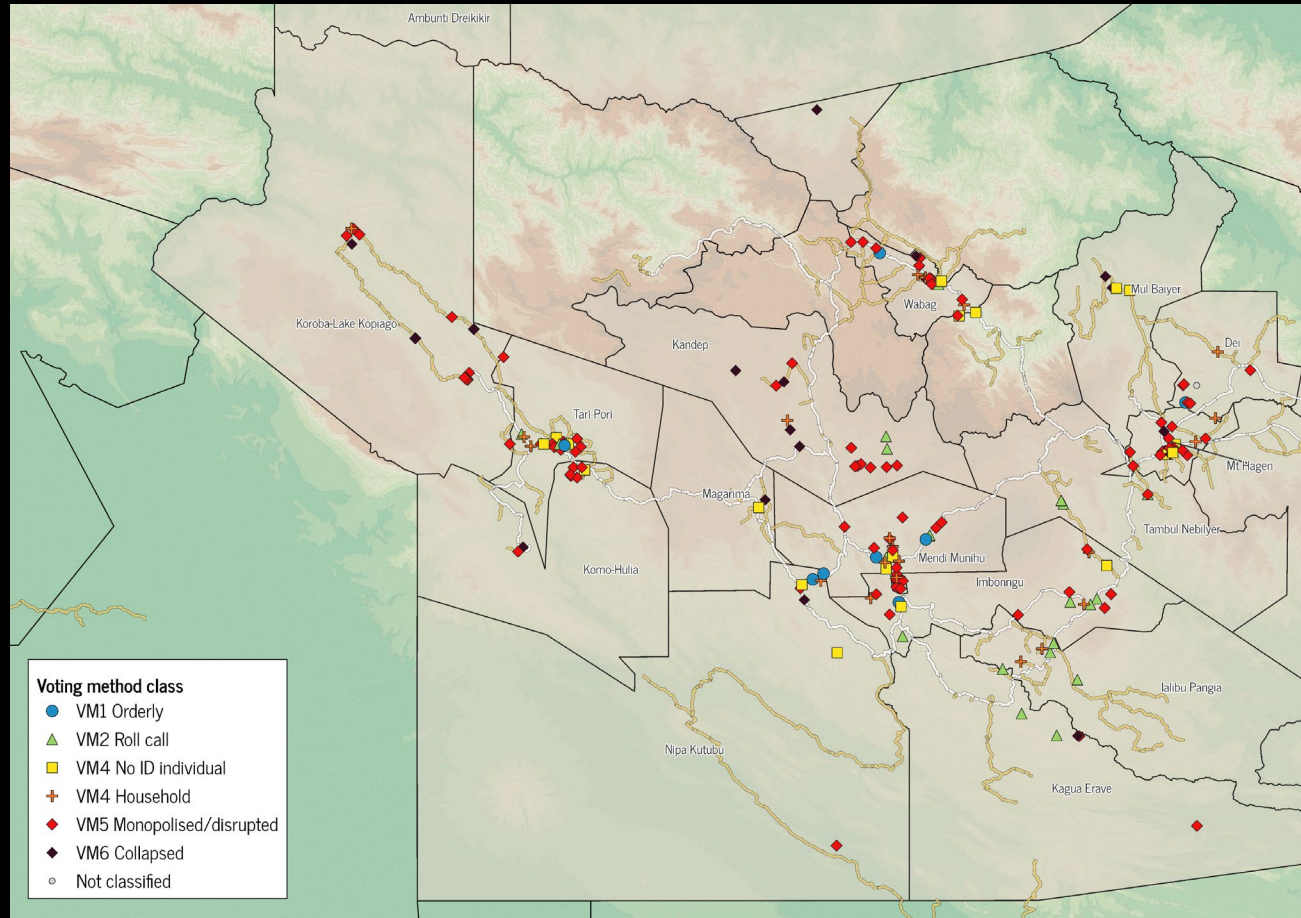 Ambunti Dreikikir
Mul Baiyer
Wabag
Koroba-Lake Kopiago
Kandep
Dei
Tari Pori
Mt Hagen
Magarima
Tambul Nebilyer
Mendi Munihu
Komo-Hulia
Imbonngu
Ialibu Pangia
Nipa Kutubu
Kagua Erave
Voting method class
VM1 Orderly
VM2 Roll call
VM4 No ID individual
VM4 Household
VM5 Monopolised/disrupted
VM6 Collapsed
Not classified